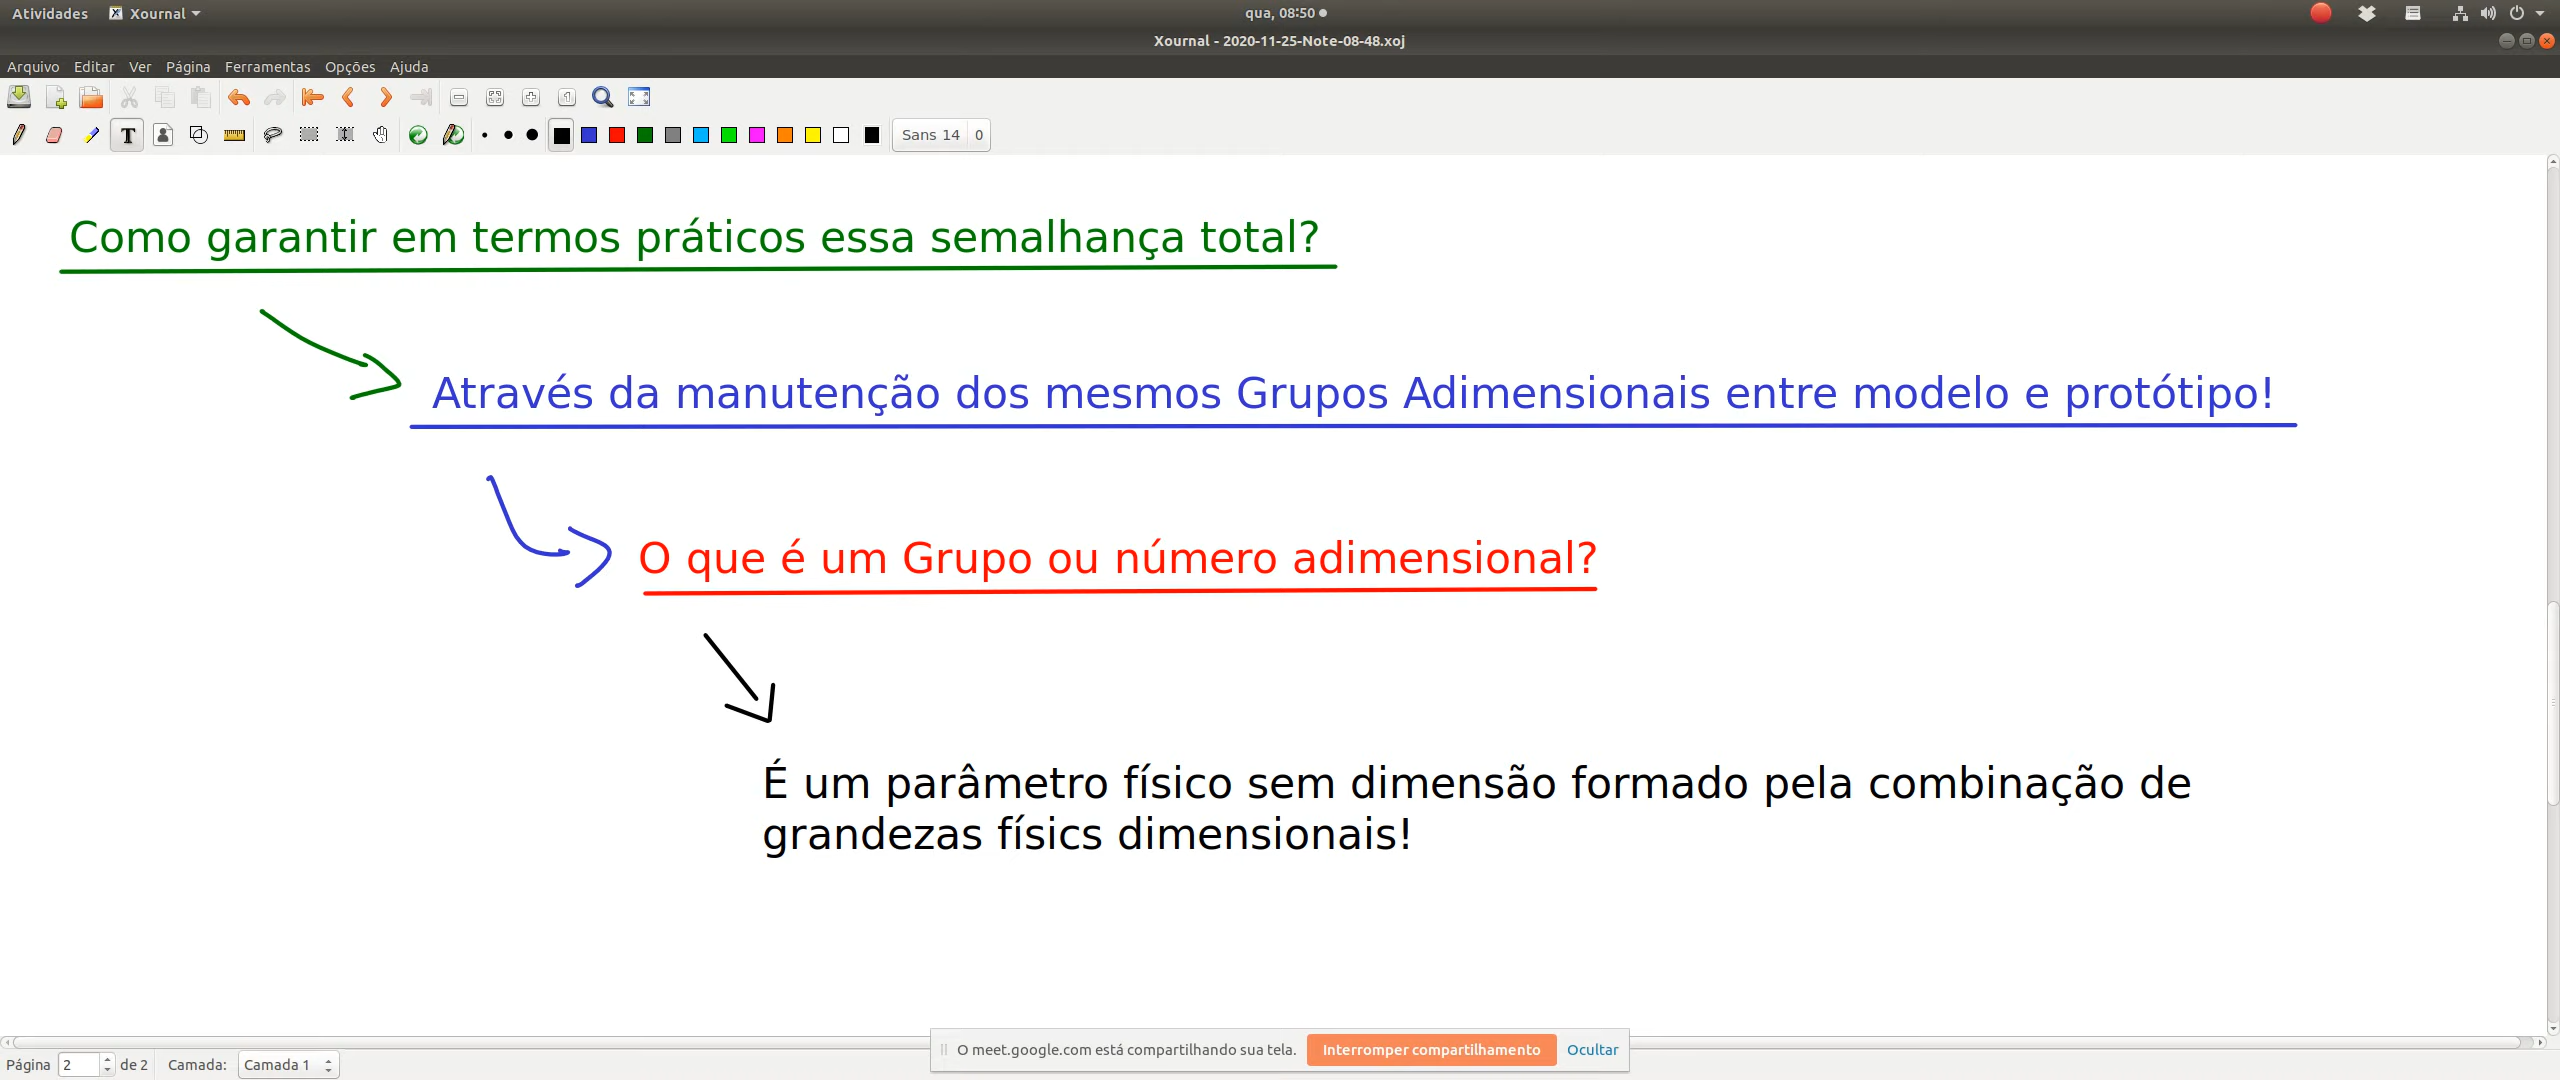 Atividades Xournal qua, 08:50
Xournal - 2020-11-25-Note-08-48.xoj
Arquivo Editar Ver Página Ferramentas Opções Ajuda
T Sans 14 0
Como garantir em termos práticos essa semalhança total?
Através da manutenção dos mesmos Grupos Adimensionais entre modelo e protótipo!
O que é um Grupo ou número adimensional?
É um parâmetro físico sem dimensão formado pela combinação de
grandezas físics dimensionais!
O meet.google.com está compartilhando sua tela. Interromper compartilhamento Ocultar
Página 2 de 2 Camada: Camada 1